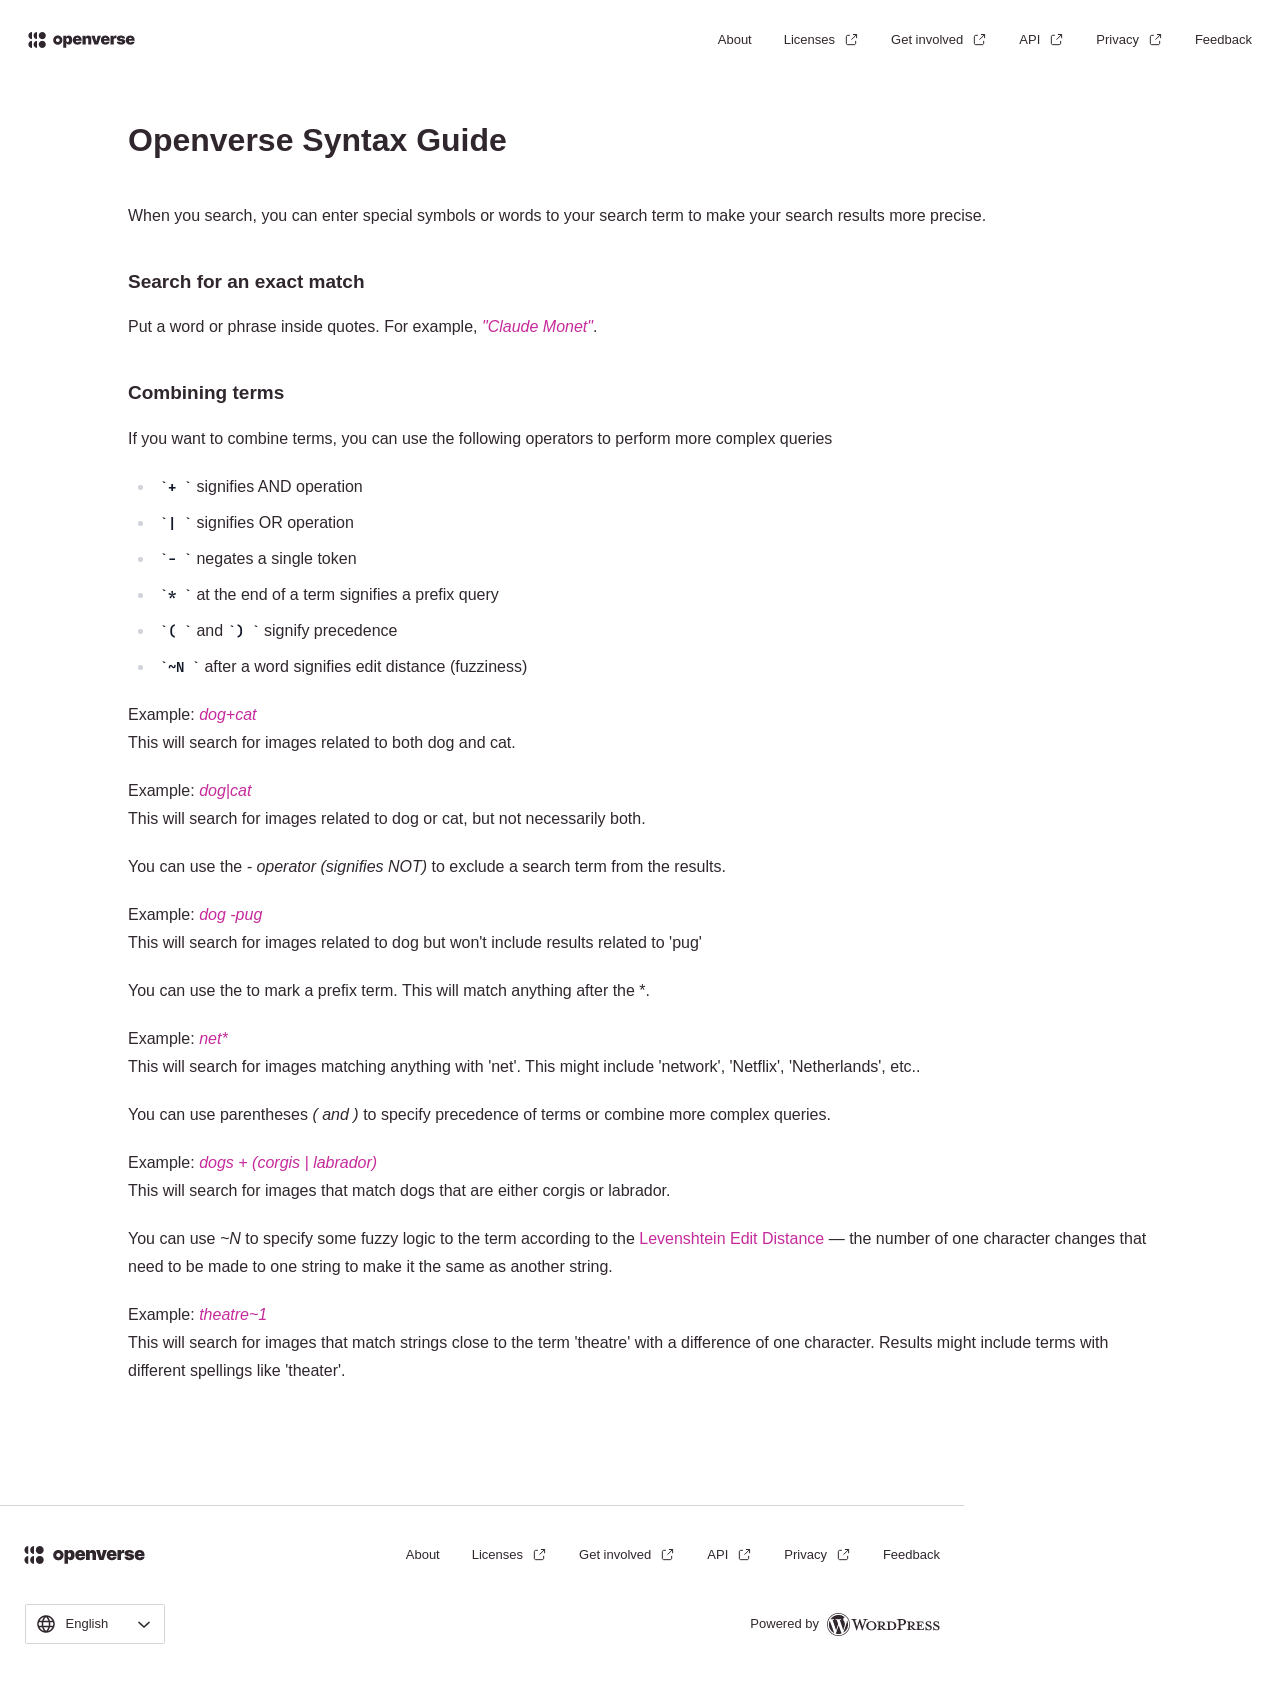 openverse
About Licenses Get involved API Privacy Feedback
Openverse Syntax Guide
When you search, you can enter special symbols or words to your search term to make your search results more precise.
Search for an exact match
Put a word or phrase inside quotes. For example, "Claude Monet".
Combining terms
If you want to combine terms, you can use the following operators to perform more complex queries
`+ ` signifies AND operation
`| ` signifies OR operation
`- ` negates a single token
`* ` at the end of a term signifies a prefix query
`( ` and `) ` signify precedence
`~N ` after a word signifies edit distance (fuzziness)
Example: dog+cat
This will search for images related to both dog and cat.
Example: dog|cat
This will search for images related to dog or cat, but not necessarily both.
You can use the - operator (signifies NOT) to exclude a search term from the results.
Example: dog -pug
This will search for images related to dog but won't include results related to 'pug'
You can use the to mark a prefix term. This will match anything after the *.
Example: net*
This will search for images matching anything with 'net'. This might include 'network', 'Netflix', 'Netherlands', etc..
You can use parentheses ( and ) to specify precedence of terms or combine more complex queries.
Example: dogs + (corgis | labrador)
This will search for images that match dogs that are either corgis or labrador.
You can use ~N to specify some fuzzy logic to the term according to the Levenshtein Edit Distance — the number of one character changes that
need to be made to one string to make it the same as another string.
Example: theatre~1
This will search for images that match strings close to the term 'theatre' with a difference of one character. Results might include terms with
different spellings like 'theater'.
openverse
About Licenses Get involved API Privacy Feedback
English
Powered by WORDPRESS